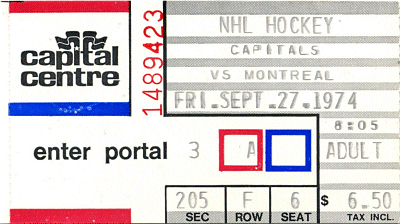 capital
centre
1489423
NHL HOCKEY
CAPITALS
VS MONTREAL
FRI.SEPT.27.1974
8:05
enter portal 3 A ADULT
205 F 6 $ 6.50
SEC ROW SEAT TAX INCL.